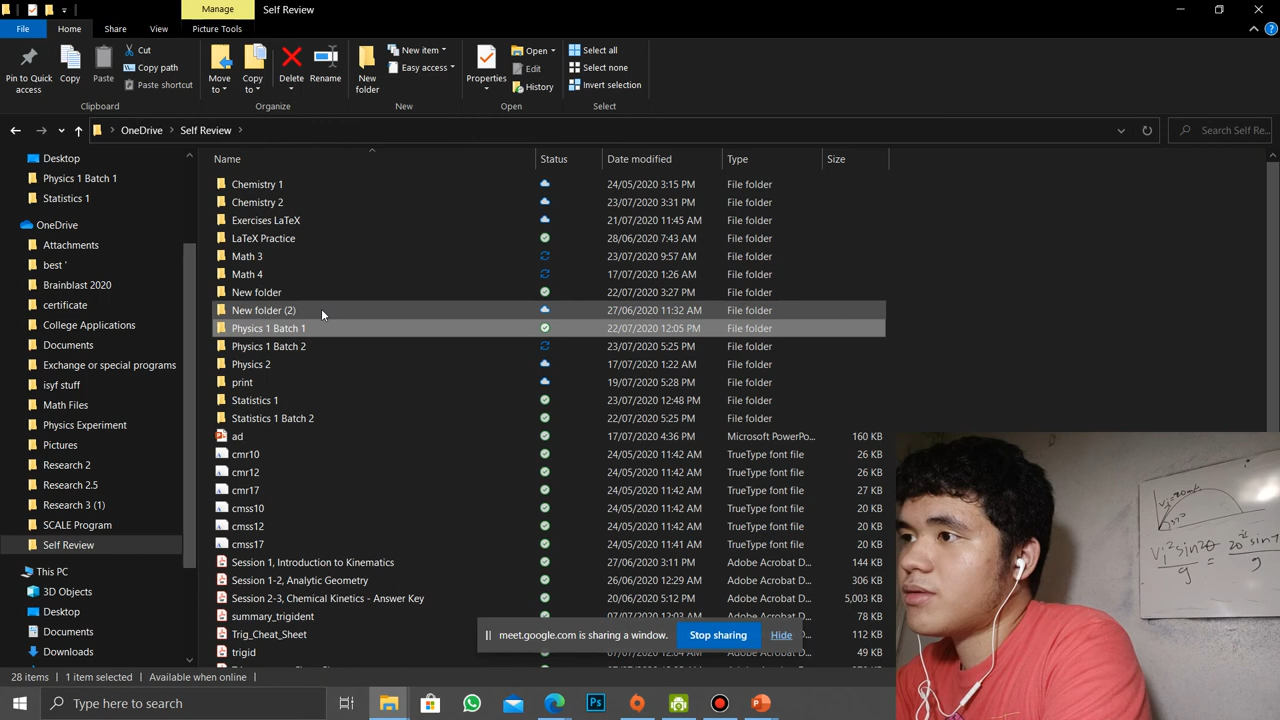 Manage
Self Review
File
Home
Share
View
Picture Tools
Pin to Quick access
Copy
Paste
Cut
Copy path
Paste shortcut
Clipboard
Move to
Copy to
Delete
Rename
Organize
New folder
New item
Easy access
New
Properties
Open
Edit
History
Open
Select all
Select none
Invert selection
Select
OneDrive > Self Review >
Search Self Re...
Desktop
Physics 1 Batch 1
Statistics 1
OneDrive
Attachments
best '
Brainblast 2020
certificate
College Applications
Documents
Exchange or special programs
isyf stuff
Math Files
Physics Experiment
Pictures
Research 2
Research 2.5
Research 3 (1)
SCALE Program
Self Review
This PC
3D Objects
Desktop
Documents
Downloads
Name Status Date modified Type Size
Chemistry 1 24/05/2020 3:15 PM File folder
Chemistry 2 23/07/2020 3:31 PM File folder
Exercises LaTeX 21/07/2020 11:45 AM File folder
LaTeX Practice 28/06/2020 7:43 AM File folder
Math 3 23/07/2020 9:57 AM File folder
Math 4 17/07/2020 1:26 AM File folder
New folder 22/07/2020 3:27 PM File folder
New folder (2) 27/06/2020 11:32 AM File folder
Physics 1 Batch 1 22/07/2020 12:05 PM File folder
Physics 1 Batch 2 23/07/2020 5:25 PM File folder
Physics 2 17/07/2020 1:22 AM File folder
print 19/07/2020 5:28 PM File folder
Statistics 1 23/07/2020 12:48 PM File folder
Statistics 1 Batch 2 22/07/2020 5:25 PM File folder
ad 17/07/2020 4:36 PM Microsoft PowerPo... 160 KB
cmr10 24/05/2020 11:42 AM TrueType font file 26 KB
cmr12 24/05/2020 11:42 AM TrueType font file 26 KB
cmr17 24/05/2020 11:42 AM TrueType font file 27 KB
cmss10 24/05/2020 11:42 AM TrueType font file 20 KB
cmss12 24/05/2020 11:42 AM TrueType font file 20 KB
cmss17 24/05/2020 11:41 AM TrueType font file 20 KB
Session 1, Introduction to Kinematics 27/06/2020 3:11 PM Adobe Acrobat D... 144 KB
Session 1-2, Analytic Geometry 26/06/2020 12:29 AM Adobe Acrobat D... 306 KB
Session 2-3, Chemical Kinetics - Answer Key 20/06/2020 5:12 PM Adobe Acrobat D... 5,003 KB
summary_trigident 78 KB
Trig_Cheat_Sheet 112 KB
trigid 49 KB
meet.google.com is sharing a window.
Stop sharing
Hide
28 items
1 item selected
Available when online
Type here to search